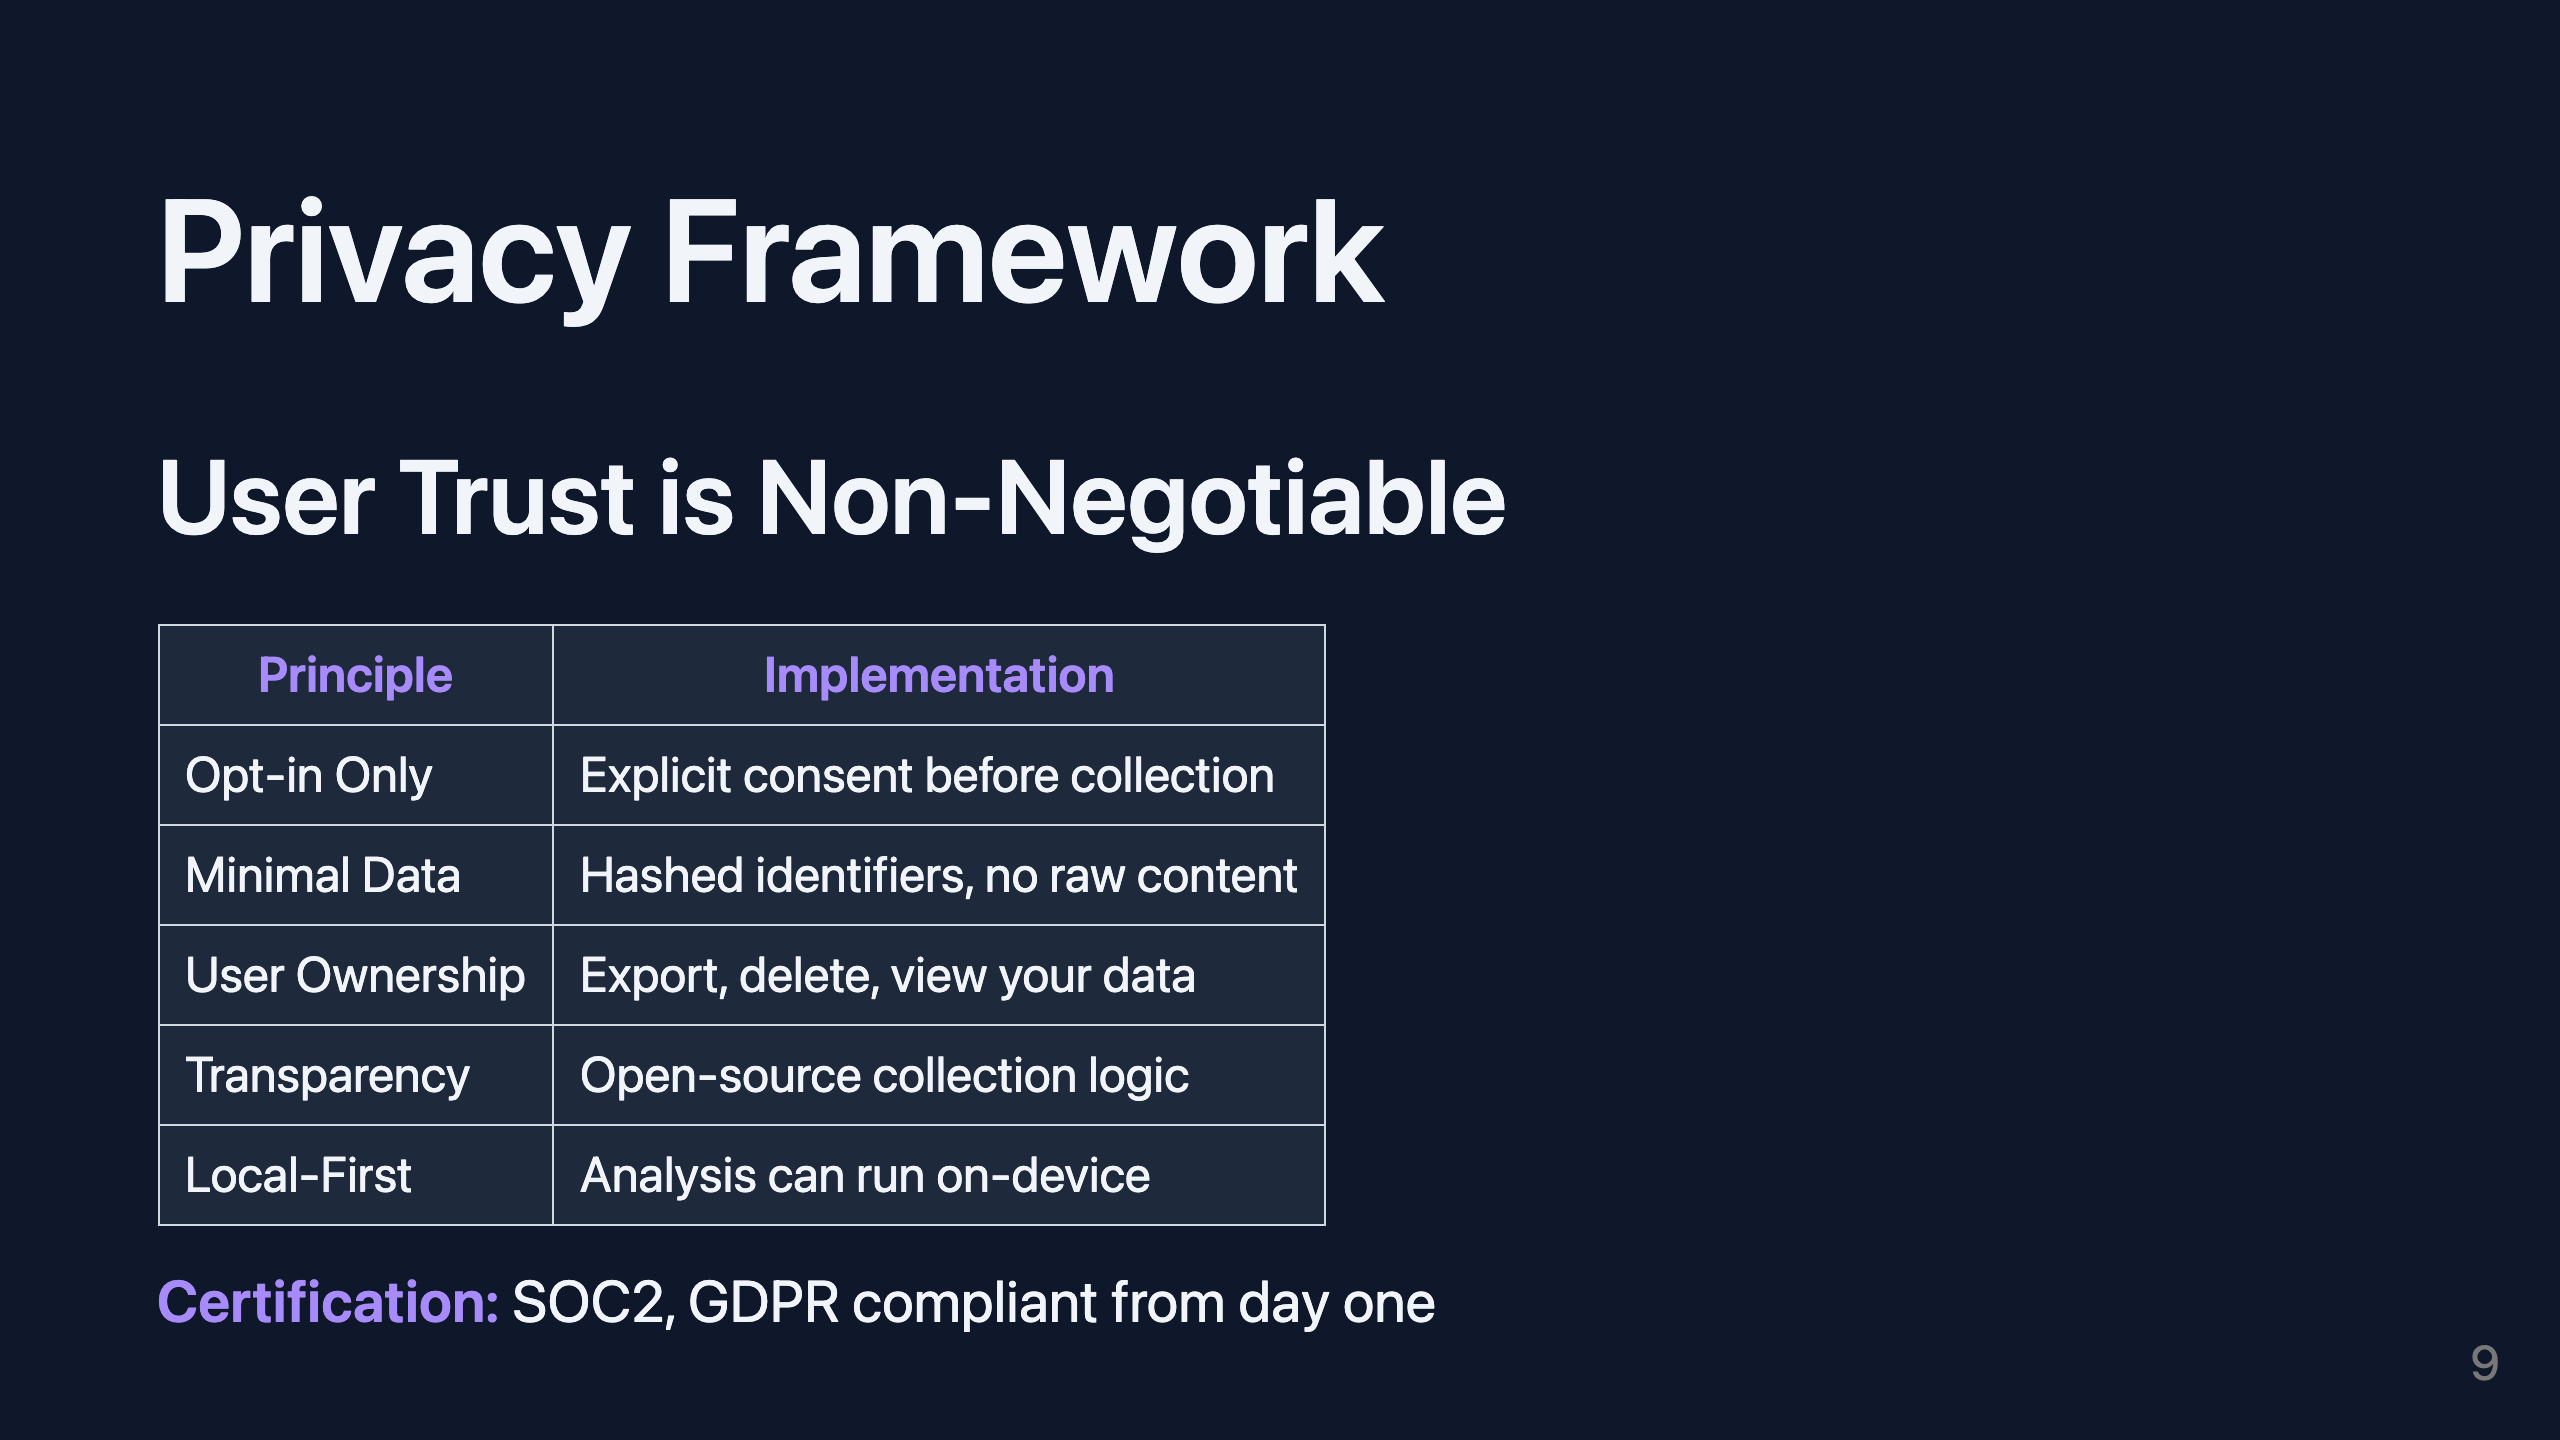 Privacy Framework
User Trust is Non-Negotiable
Principle Implementation
Opt-in Only Explicit consent before collection
Minimal Data Hashed identifiers, no raw content
User Ownership Export, delete, view your data
Transparency Open-source collection logic
Local-First Analysis can run on-device
Certification: SOC2, GDPR compliant from day one
9